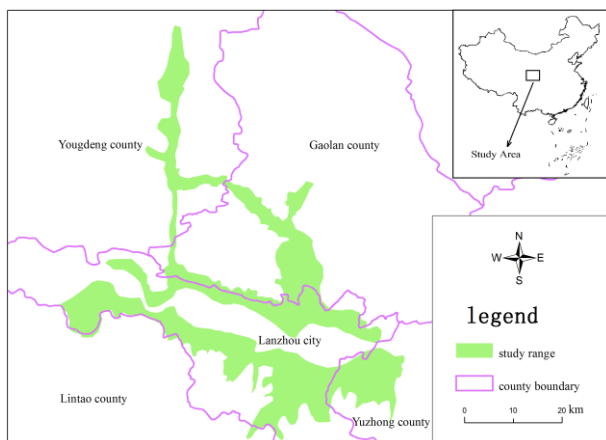 Study Area
Yougdeng county
Gaolan county
N
W E
S
legend
study range
county boundary
0 10 20 km
Lanzhou city
Lintao county
Yuzhong county